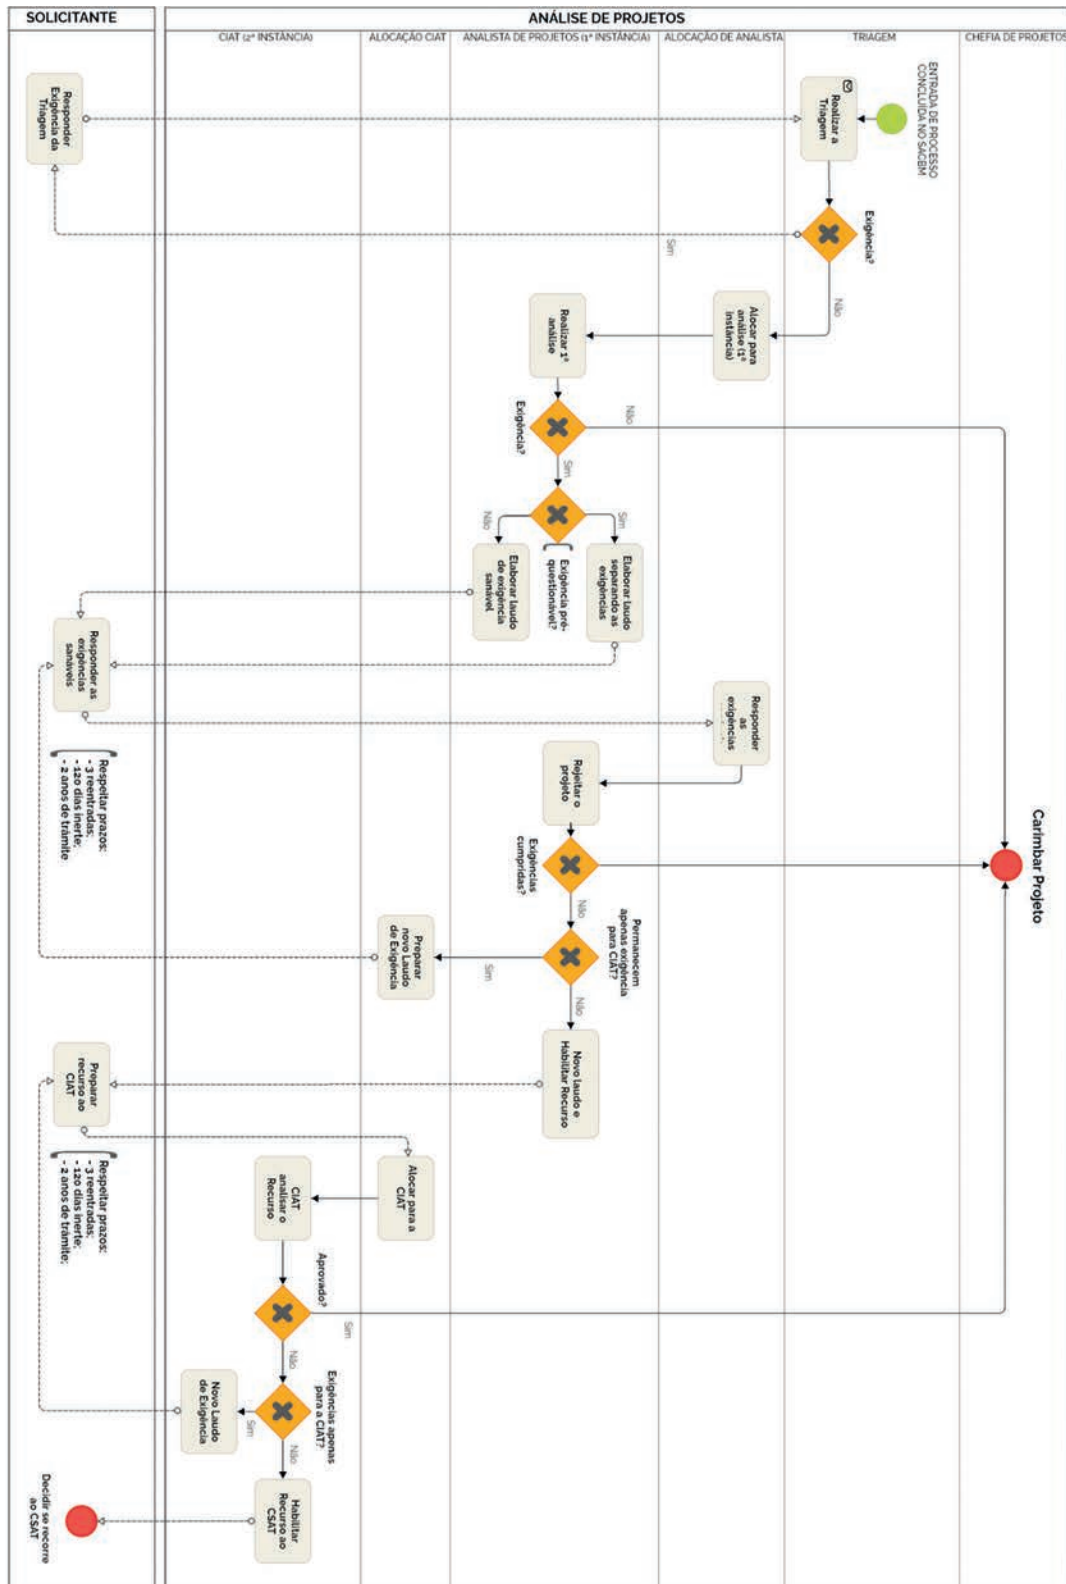 SOLICITANTE
ANÁLISE DE PROJETOS
CIAT (2ª INSTÂNCIA)
ALOCAÇÃO CIAT
ANALISTA DE PROJETOS (1ª INSTÂNCIA)
ALOCAÇÃO DE ANALISTA
TRIAGEM
CHEFIA DE PROJETOS
ENTRADA DE PROCESSO
CONCLUÍDA NO SACBM
Realizar a
Triagem
Responder
Exigência da
Triagem
Exigência?
Sim
Não
Alocar para
análise (1ª
instância)
Realizar 1ª
análise
Exigência?
Não
Sim
Exigência pré-
questionável?
Sim
Não
Elaborar laudo
separando as
exigências
Elaborar laudo
de exigência
sanável
Responder as
exigências
sanáveis
Respeitar prazos:
- 3 reentradas;
- 120 dias inerte;
- 2 anos de trâmite
Responder
as
exigências
Rejeitar o
projeto
Exigências
cumpridas?
Carimbar Projeto
Não
Permanecem
apenas exigência
para CIAT?
Sim
Não
Preparar
novo Laudo
de Exigência
Novo laudo e
Habilitar Recurso
Preparar
recurso ao
CIAT
Respeitar prazos:
- 3 reentradas;
- 120 dias inerte;
- 2 anos de trâmite;
Alocar para a
CIAT
CIAT
analisar o
Recurso
Aprovado?
Sim
Não
Exigências apenas
para a CIAT?
Sim
Não
Novo Laudo
de Exigência
Habilitar
Recurso ao
CSAT
Decidir se recorre
ao CSAT